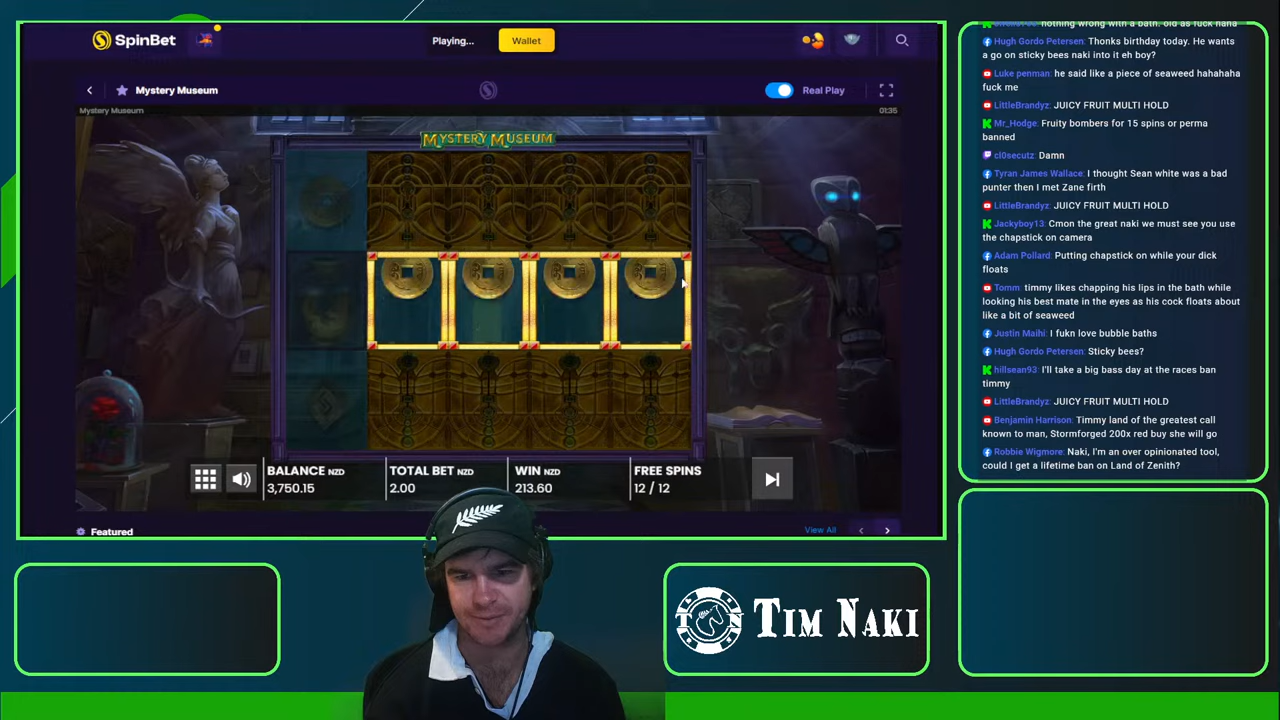 SpinBet
Playing...
Wallet
Mystery Museum
Real Play
Mystery Museum
01:35
MYSTERY MUSEUM
BALANCE NZD
3,750.15
TOTAL BET NZD
2.00
WIN NZD
213.60
FREE SPINS
12 / 12
Featured
View All
TIM NAKI
nothing wrong with a bath. old as fuck haha
Hugh Gordo Petersen: Thonks birthday today. He wants
a go on sticky bees naki into it eh boy?
Luke penman: he said like a piece of seaweed hahahaha
fuck me
LittleBrandyz: JUICY FRUIT MULTI HOLD
Mr_Hodge: Fruity bombers for 15 spins or perma
banned
cl0secutz: Damn
Tyran James Wallace: I thought Sean white was a bad
punter then I met Zane firth
LittleBrandyz: JUICY FRUIT MULTI HOLD
Jackyboy13: Cmon the great naki we must see you use
the chapstick on camera
Adam Pollard: Putting chapstick on while your dick
floats
Tomm: timmy likes chapping his lips in the bath while
looking his best mate in the eyes as his cock floats about
like a bit of seaweed
Justin Maihi: I fukn love bubble baths
Hugh Gordo Petersen: Sticky bees?
hillsean93: I'll take a big bass day at the races ban
timmy
LittleBrandyz: JUICY FRUIT MULTI HOLD
Benjamin Harrison: Timmy land of the greatest call
known to man, Stormforged 200x red buy she will go
Robbie Wigmore: Naki, I'm an over opinionated tool,
could I get a lifetime ban on Land of Zenith?